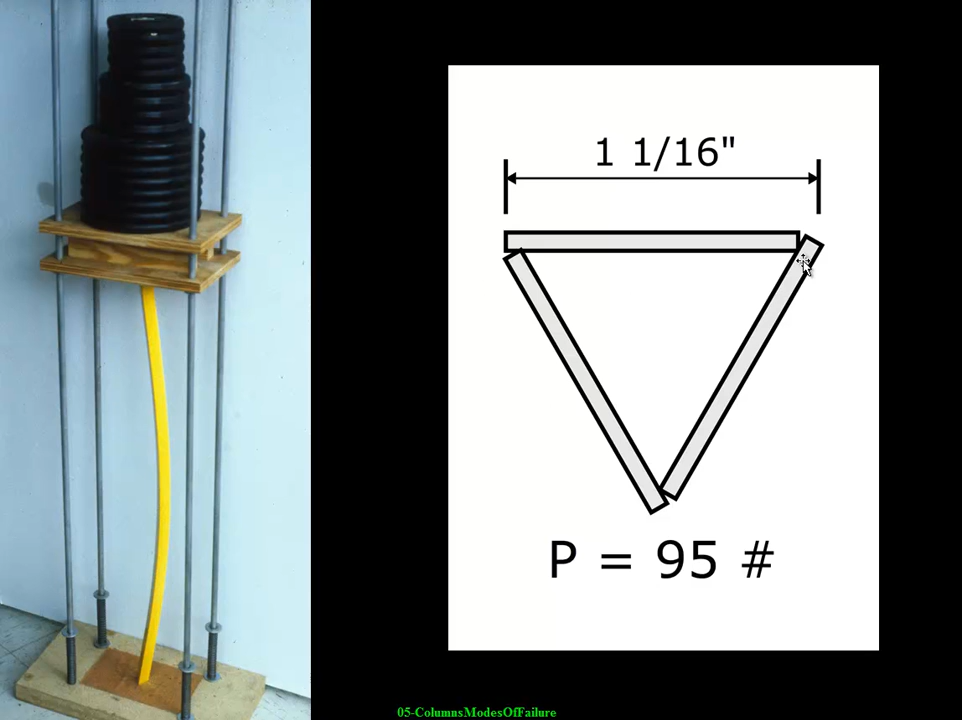 1 1/16"
P = 95 #
05-ColumnsModesOfFailure